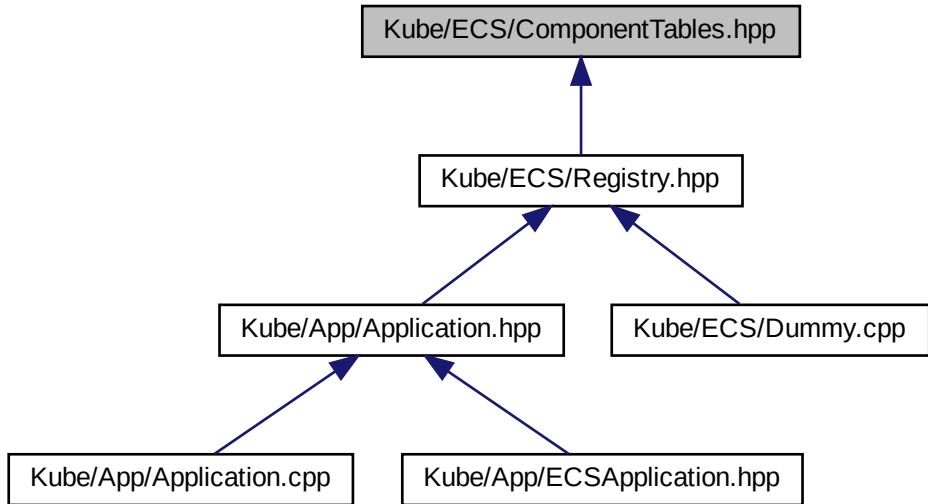 Kube/ECS/ComponentTables.hpp
Kube/ECS/Registry.hpp
Kube/App/Application.hpp
Kube/ECS/Dummy.cpp
Kube/App/Application.cpp
Kube/App/ECSApplication.hpp